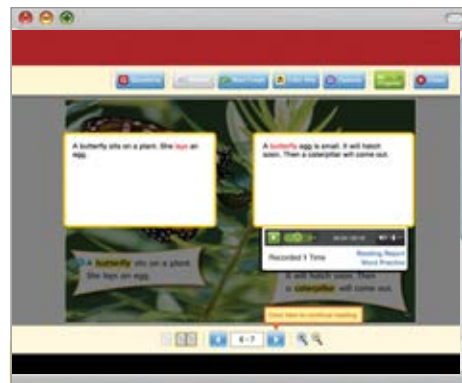 A butterfly sits on a plant. She lays an
egg.
A butterfly egg is small. It will hatch
soon. Then a caterpillar will come out.
Recorded 1 Time
Reading Report
Word Practice
A butterfly sits on a plant.
She lays an egg.
It will hatch soon. Then
a caterpillar will come out.
Click here to continue reading
6 - 7